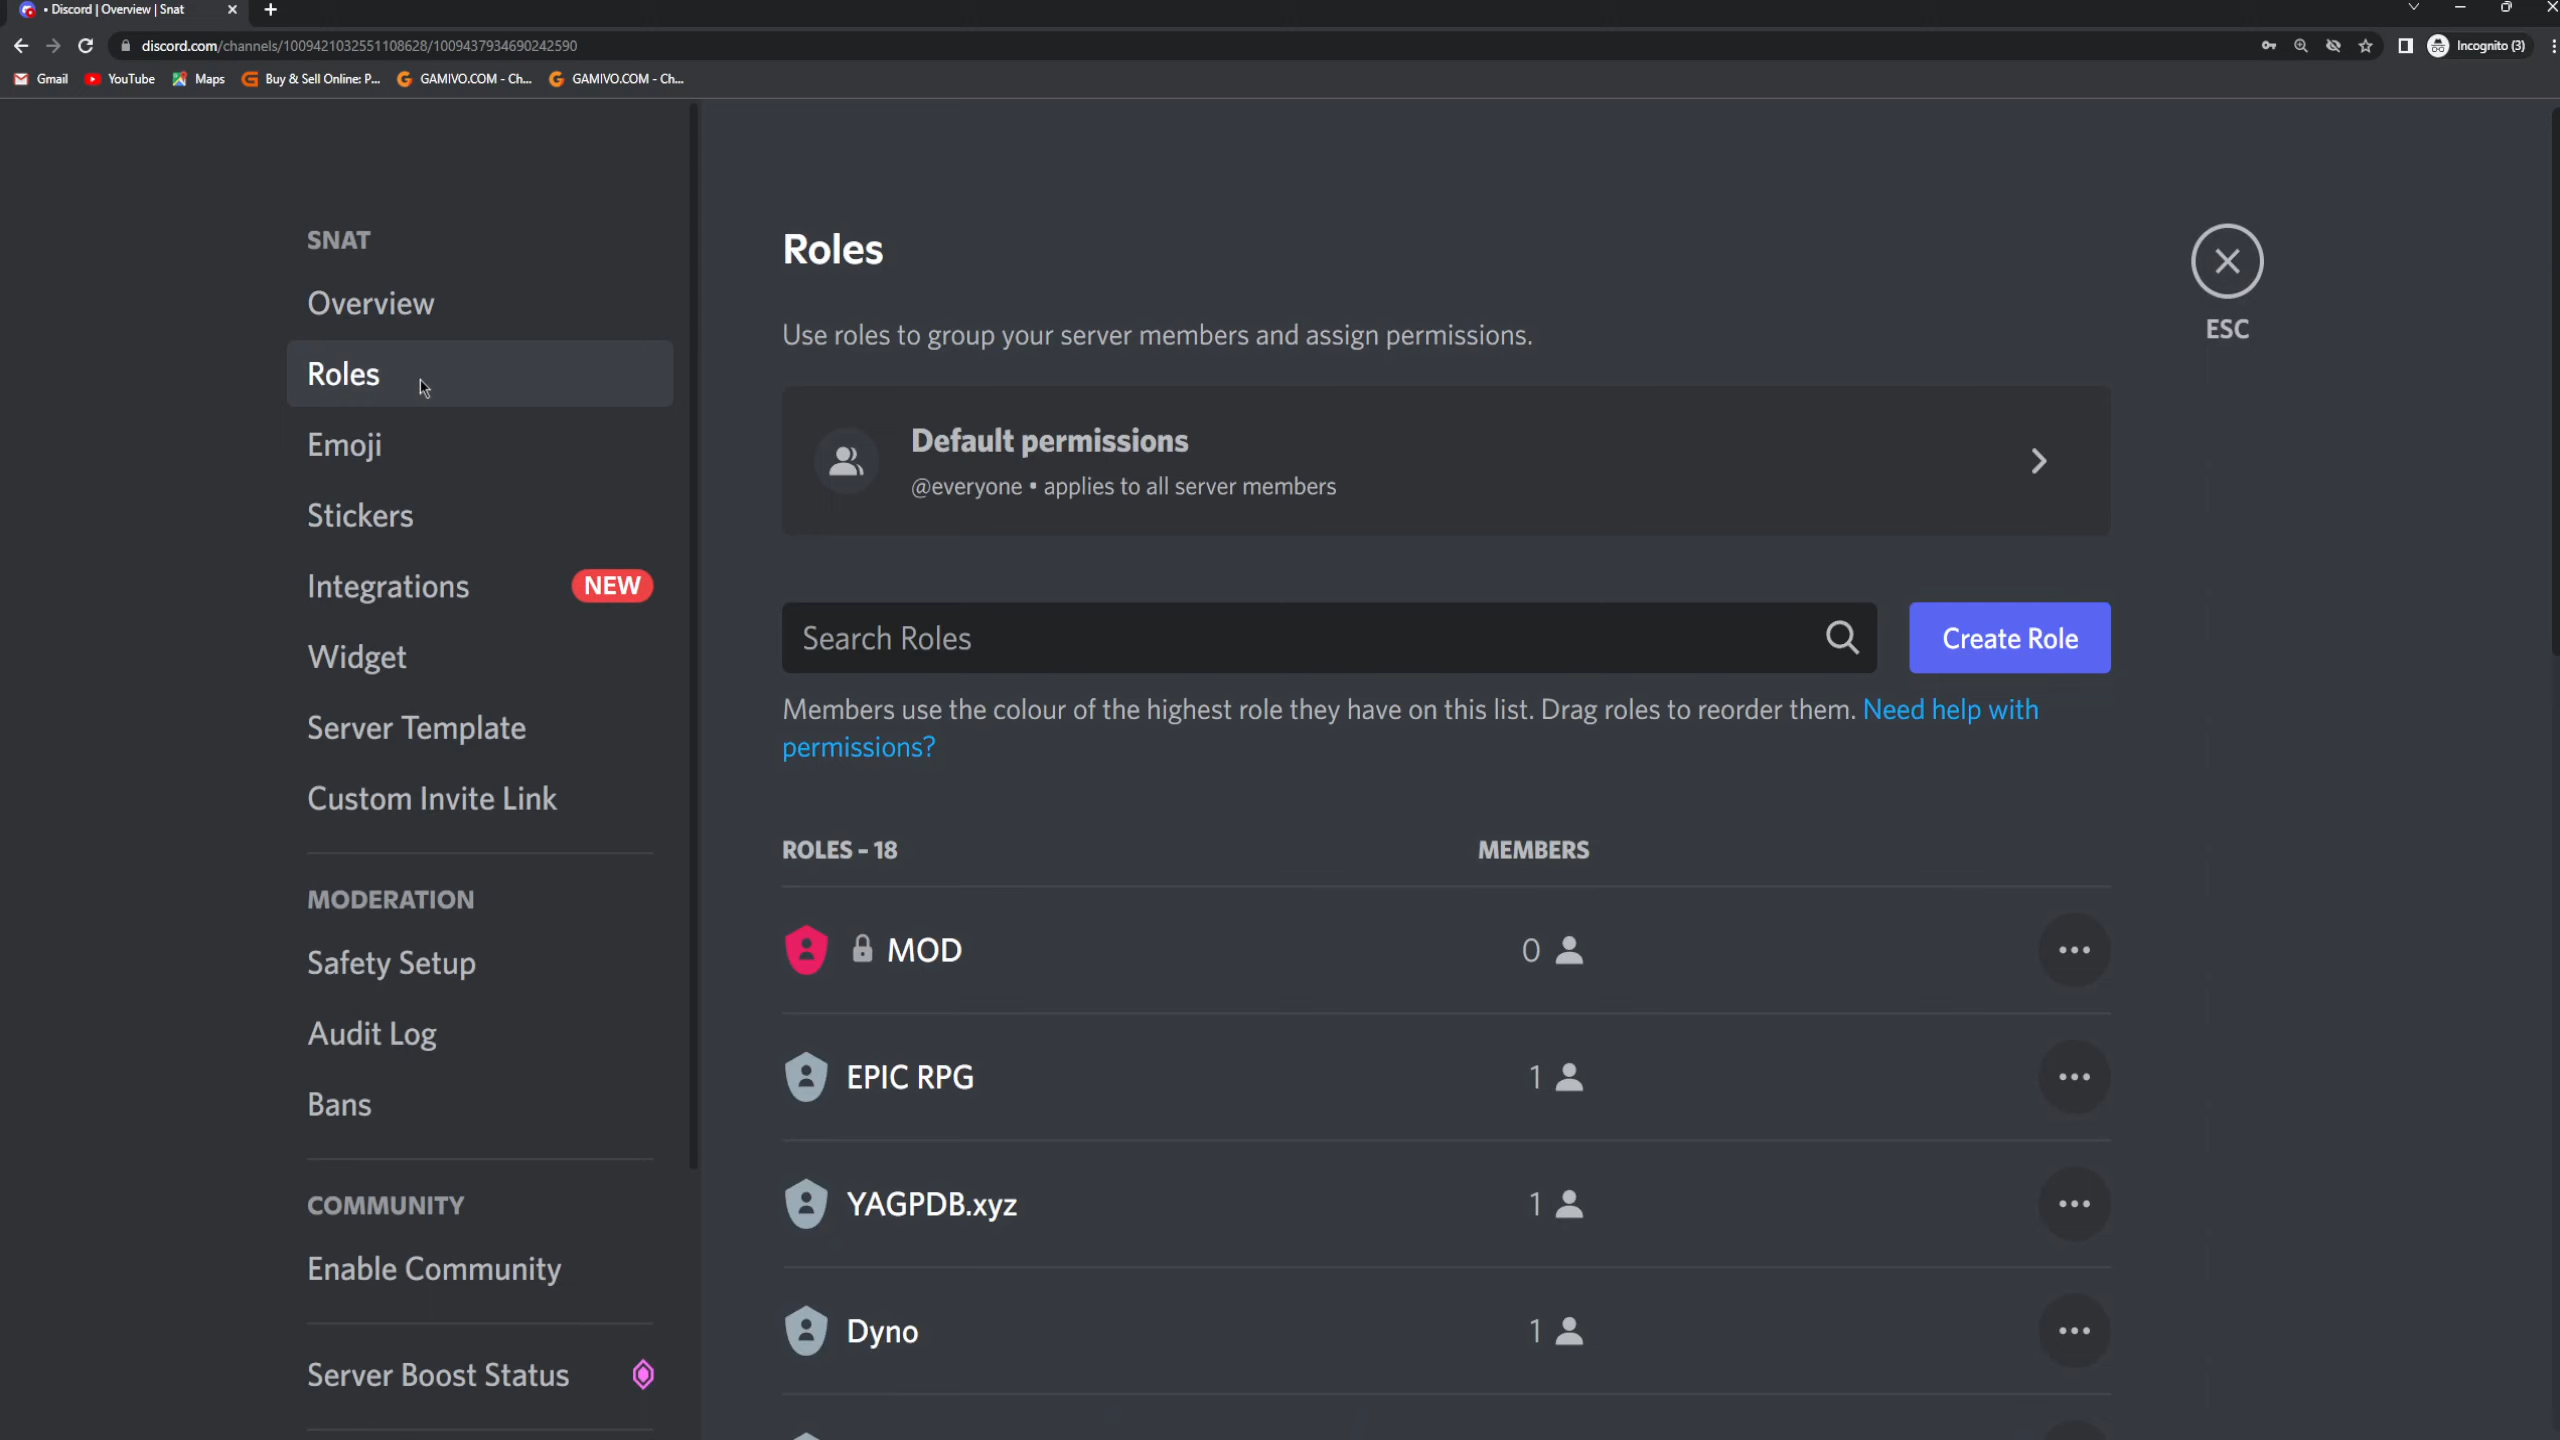 • Discord | Overview | Snat
discord.com/channels/1009421032551108628/1009437934690242590
Incognito (3)
Gmail
YouTube
Maps
Buy & Sell Online: P...
GAMIVO.COM - Ch...
GAMIVO.COM - Ch...
SNAT
Overview
Roles
Emoji
Stickers
Integrations
NEW
Widget
Server Template
Custom Invite Link
MODERATION
Safety Setup
Audit Log
Bans
COMMUNITY
Enable Community
Server Boost Status
Roles
ESC
Use roles to group your server members and assign permissions.
Default permissions
@everyone • applies to all server members
Search Roles
Create Role
Members use the colour of the highest role they have on this list. Drag roles to reorder them. Need help with
permissions?
ROLES – 18
MEMBERS
MOD
0
EPIC RPG
1
YAGPDB.xyz
1
Dyno
1